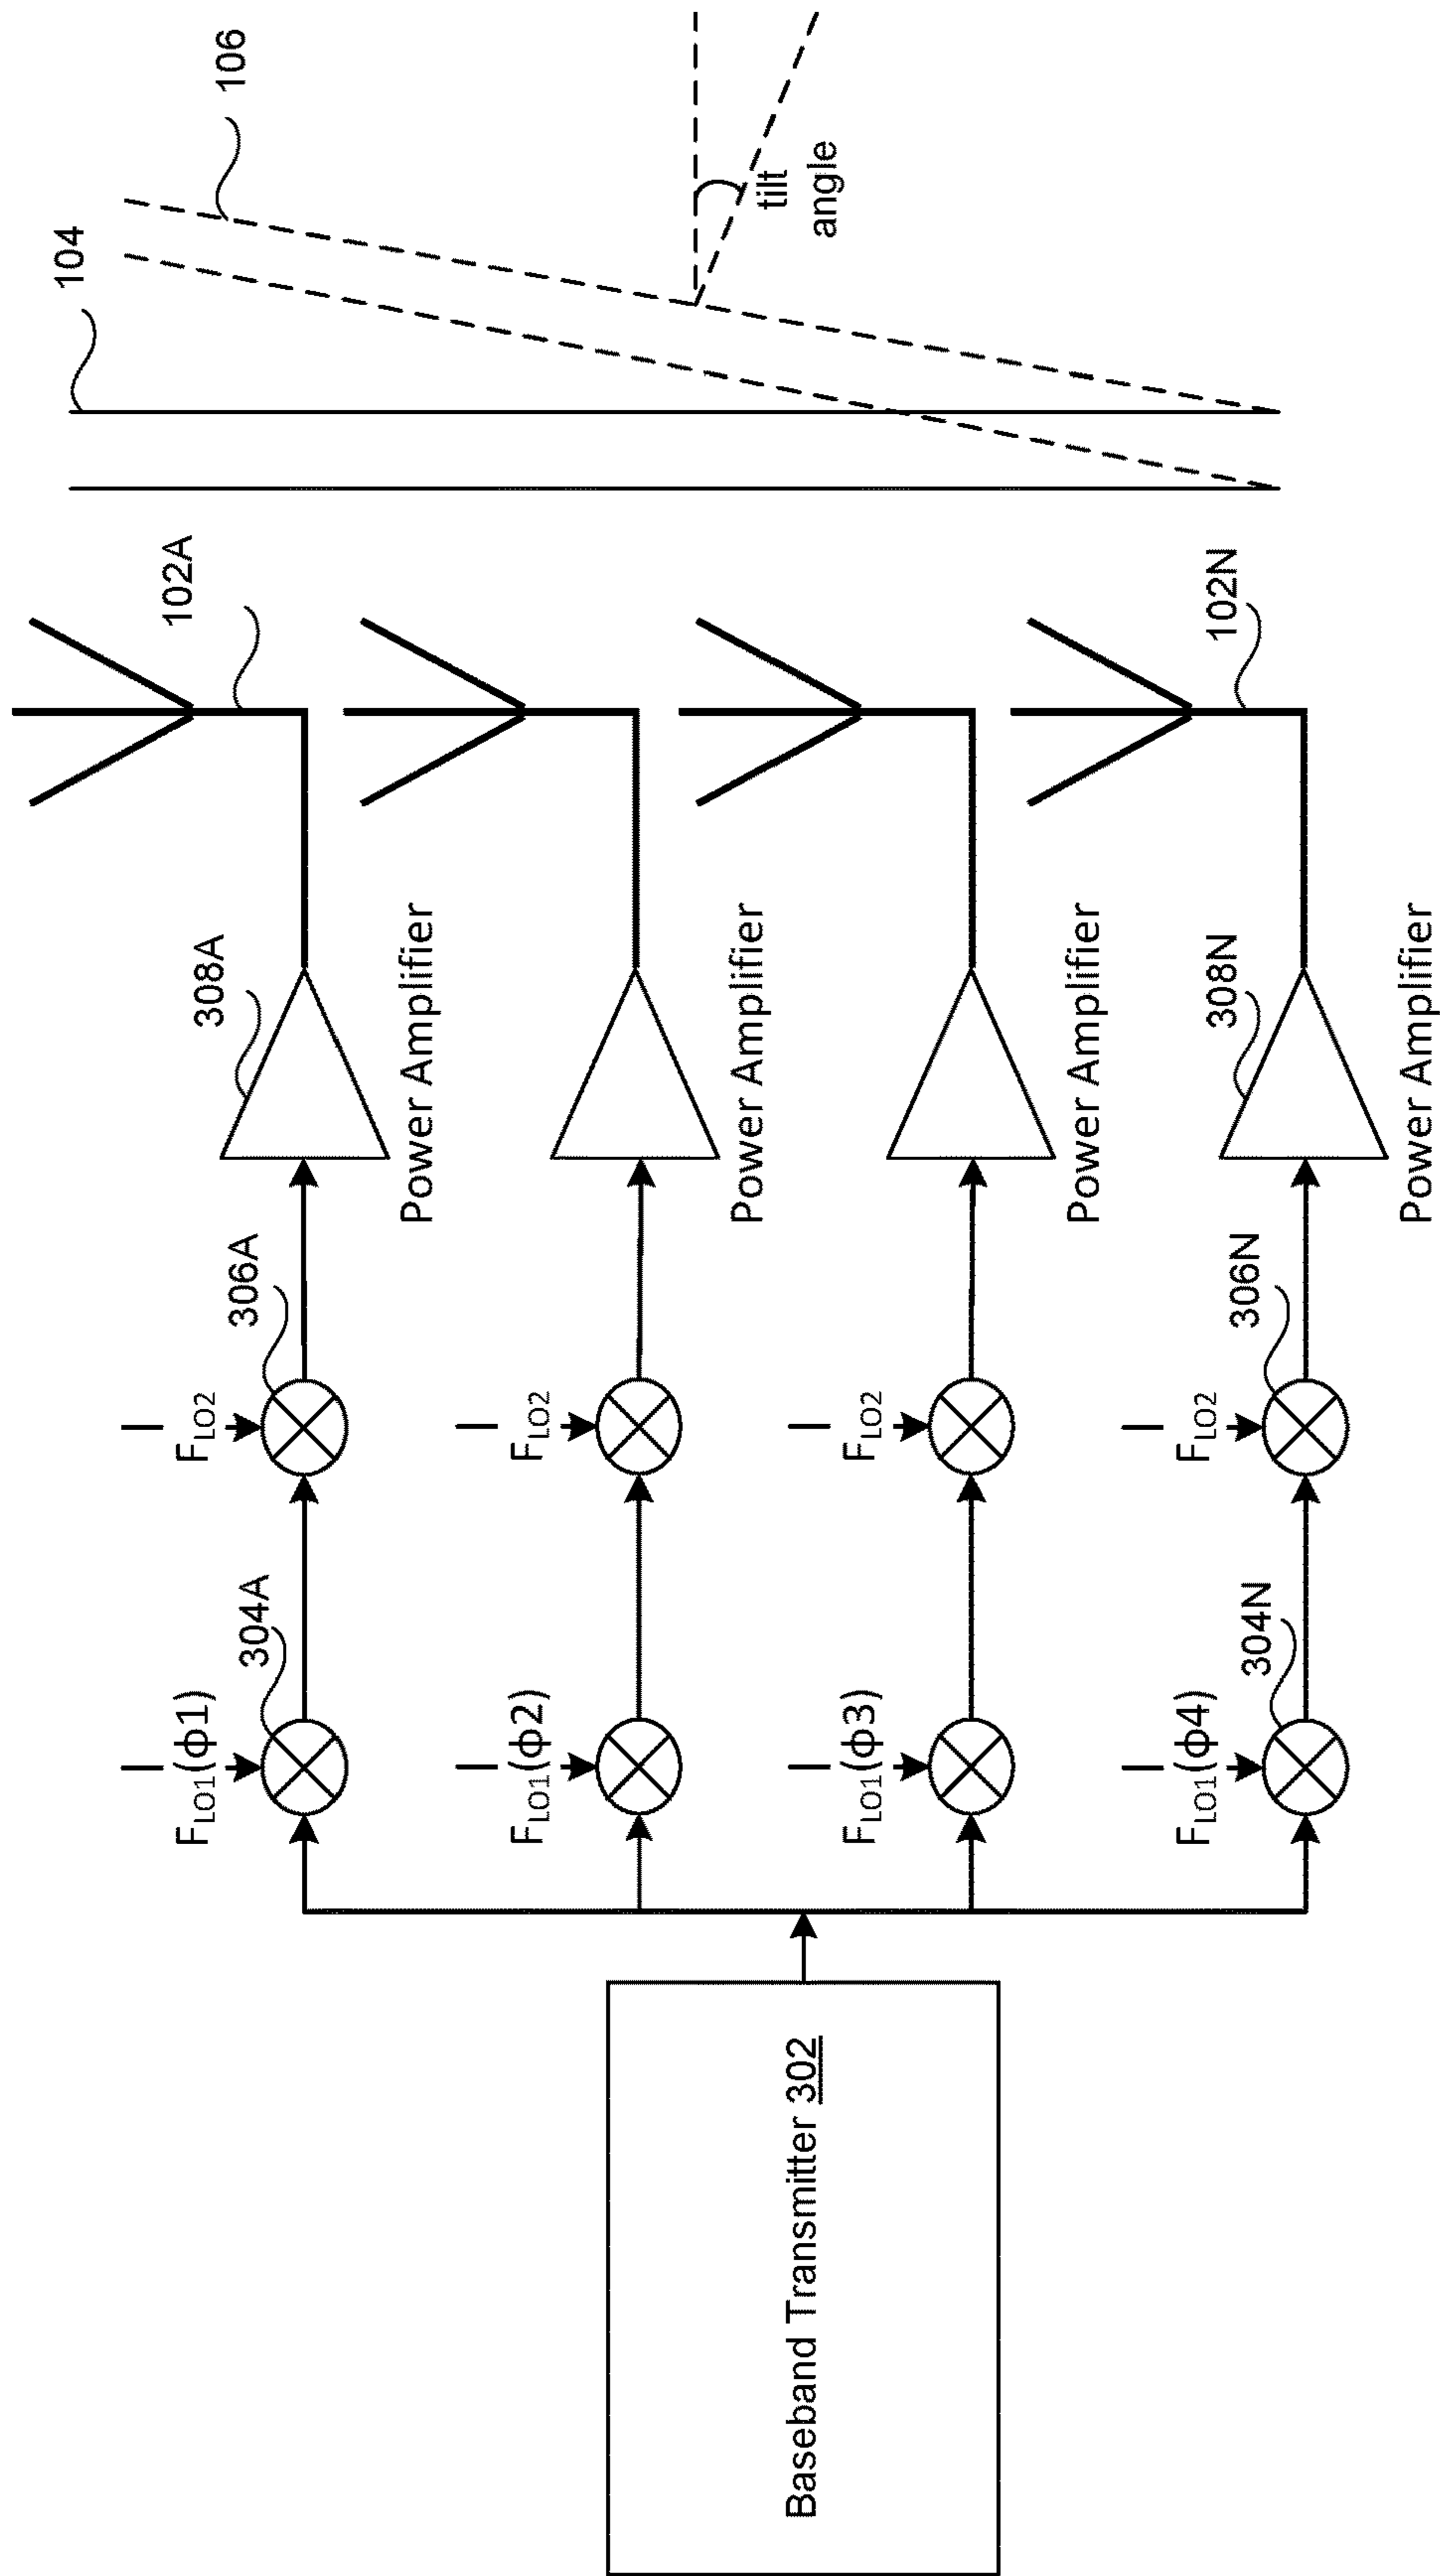 Baseband Transmitter 302
F_LO1(ϕ1)
304A
F_LO2
306A
308A
Power Amplifier
102A
F_LO1(ϕ2)
F_LO2
Power Amplifier
F_LO1(ϕ3)
F_LO2
Power Amplifier
F_LO1(ϕ4)
304N
F_LO2
306N
308N
Power Amplifier
102N
104
106
tilt
angle